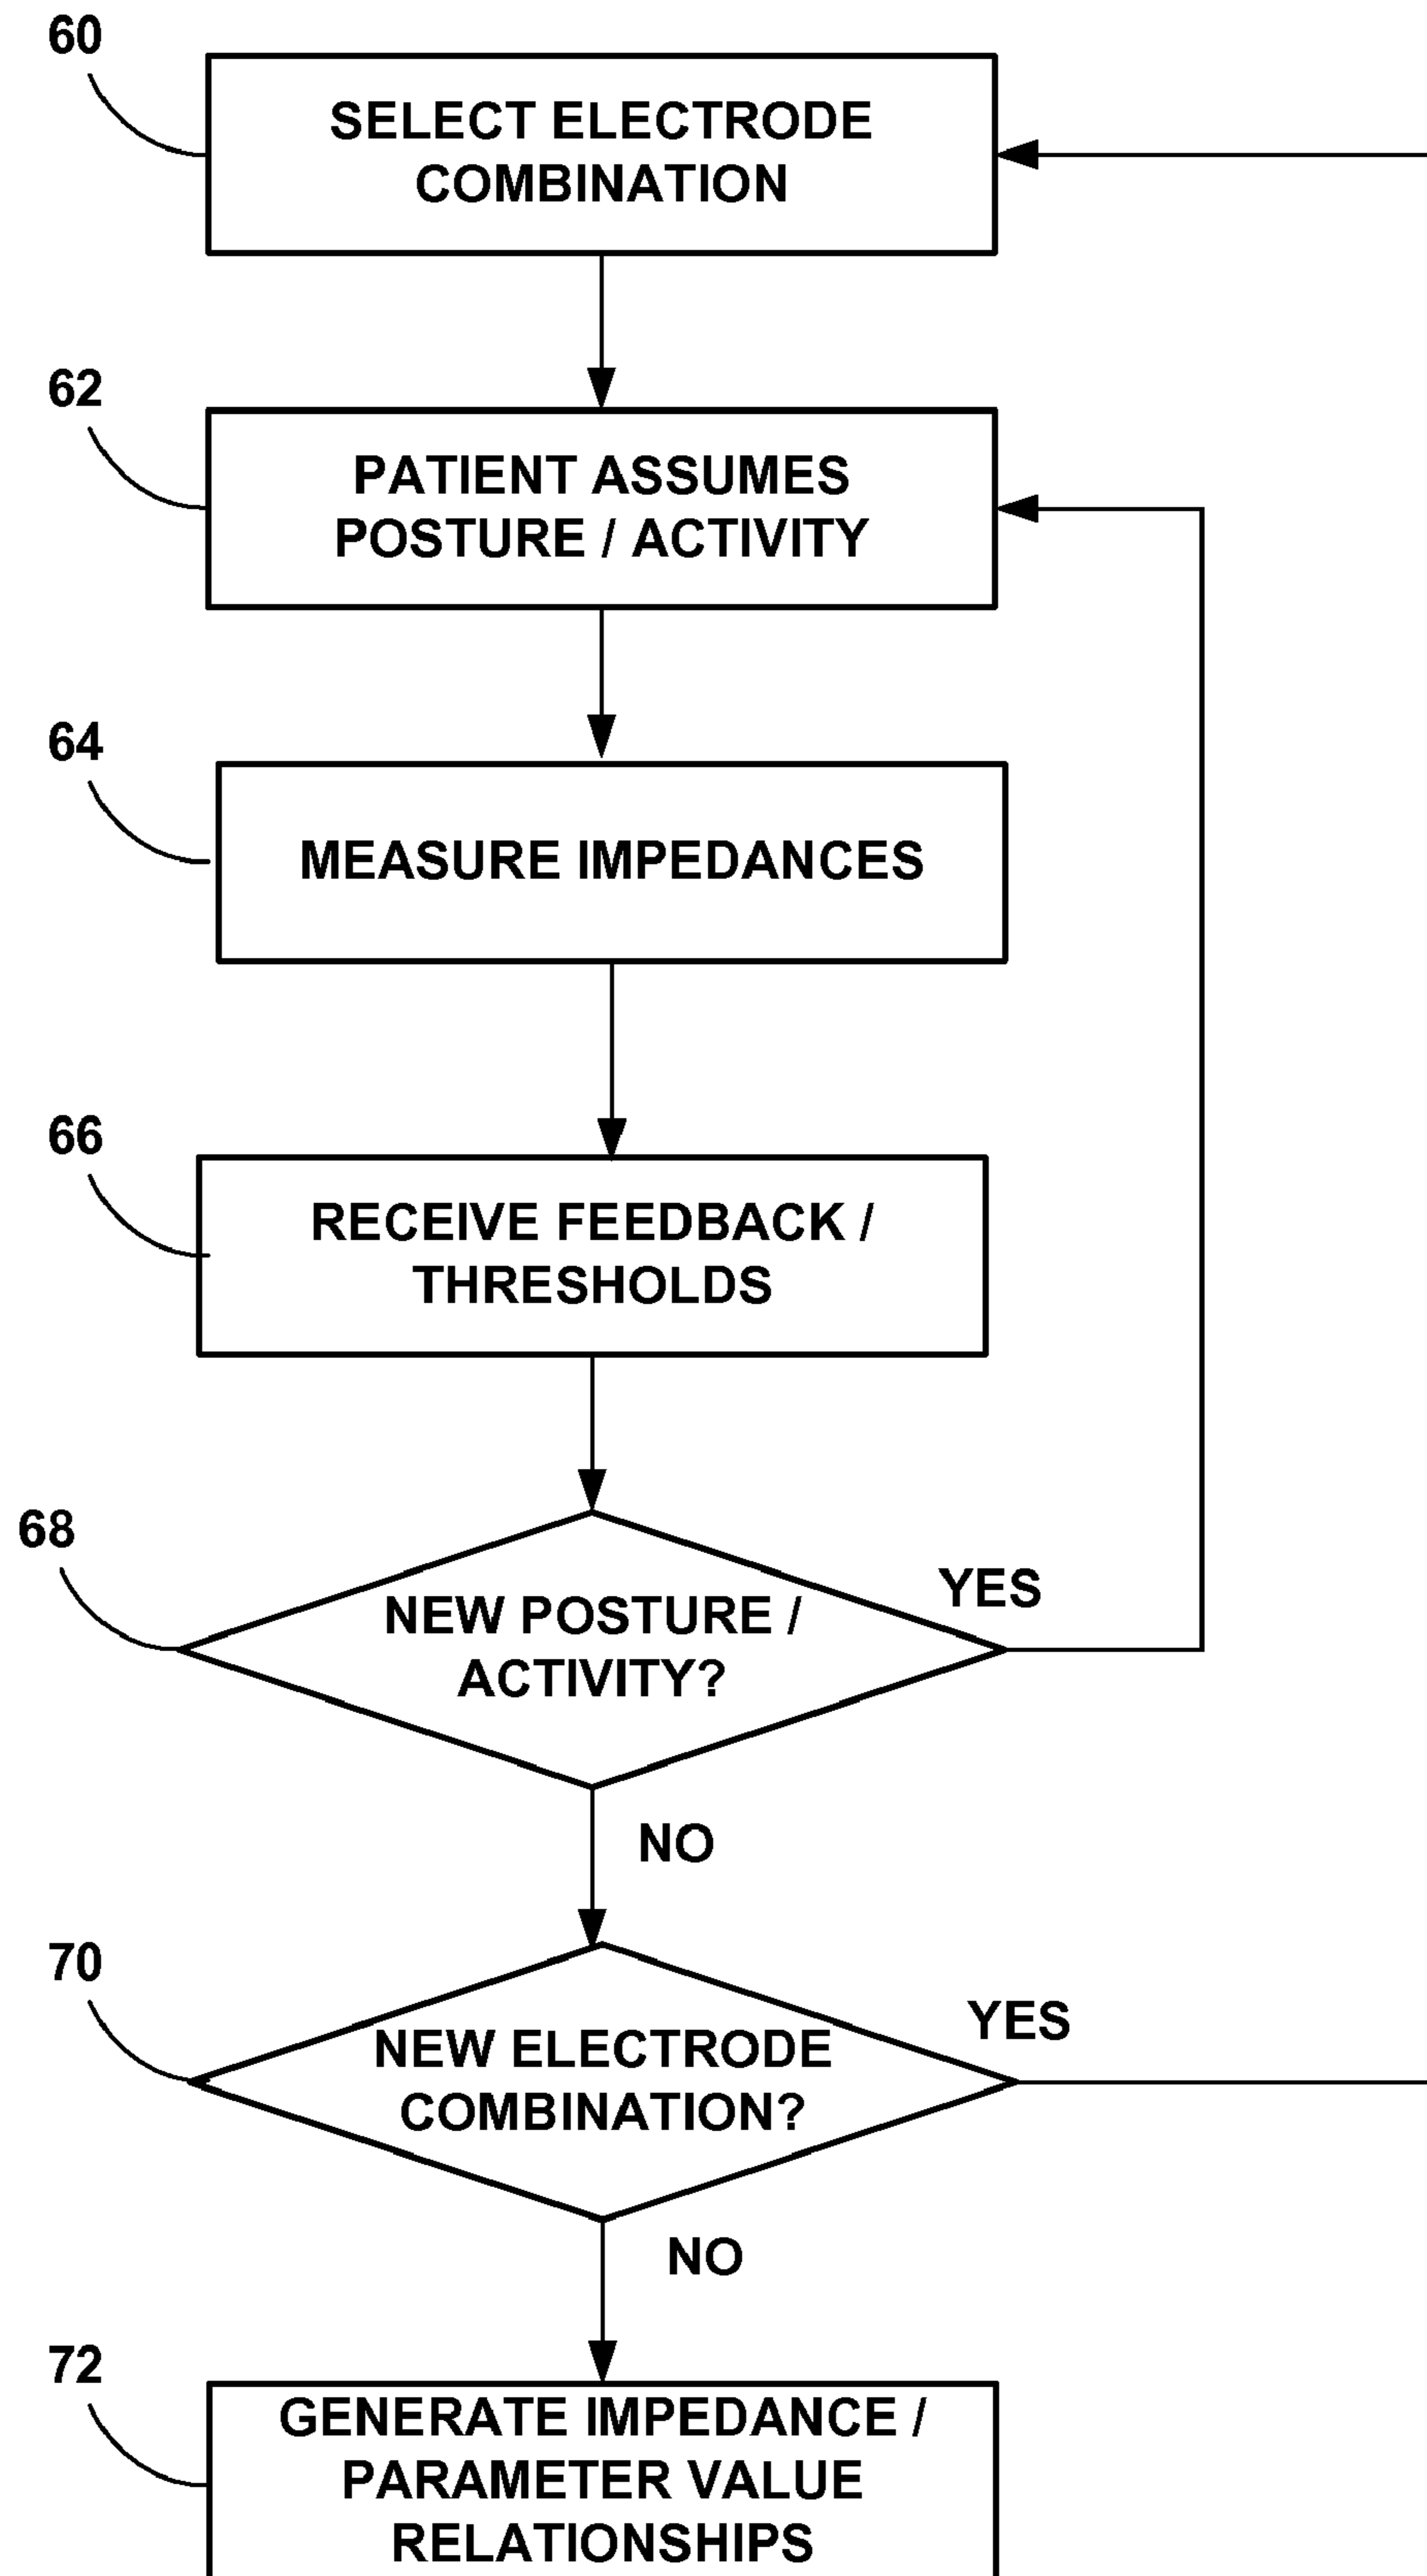 60
SELECT ELECTRODE
COMBINATION
62
PATIENT ASSUMES
POSTURE / ACTIVITY
64
MEASURE IMPEDANCES
66
RECEIVE FEEDBACK /
THRESHOLDS
68
NEW POSTURE /
ACTIVITY?
YES
NO
70
NEW ELECTRODE
COMBINATION?
YES
NO
72
GENERATE IMPEDANCE /
PARAMETER VALUE
RELATIONSHIPS